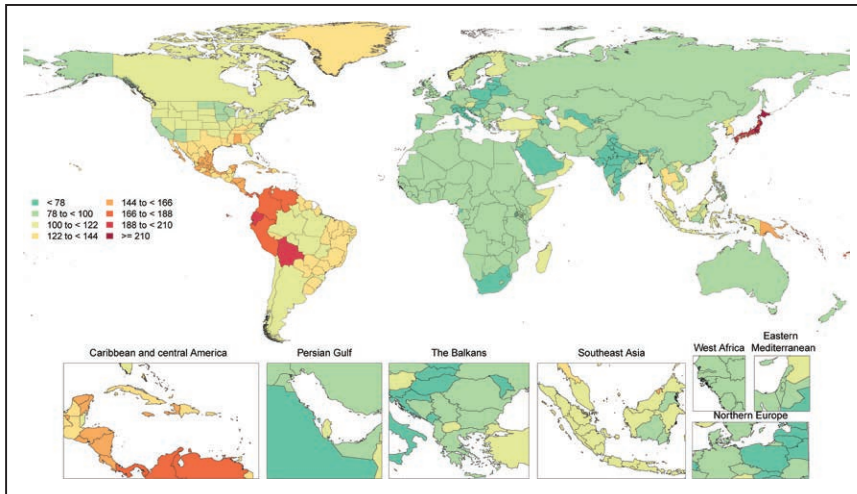 < 78
78 to < 100
100 to < 122
122 to < 144
144 to < 166
166 to < 188
188 to < 210
>= 210
Caribbean and central America
Persian Gulf
The Balkans
Southeast Asia
West Africa
Eastern
Mediterranean
Northern Europe